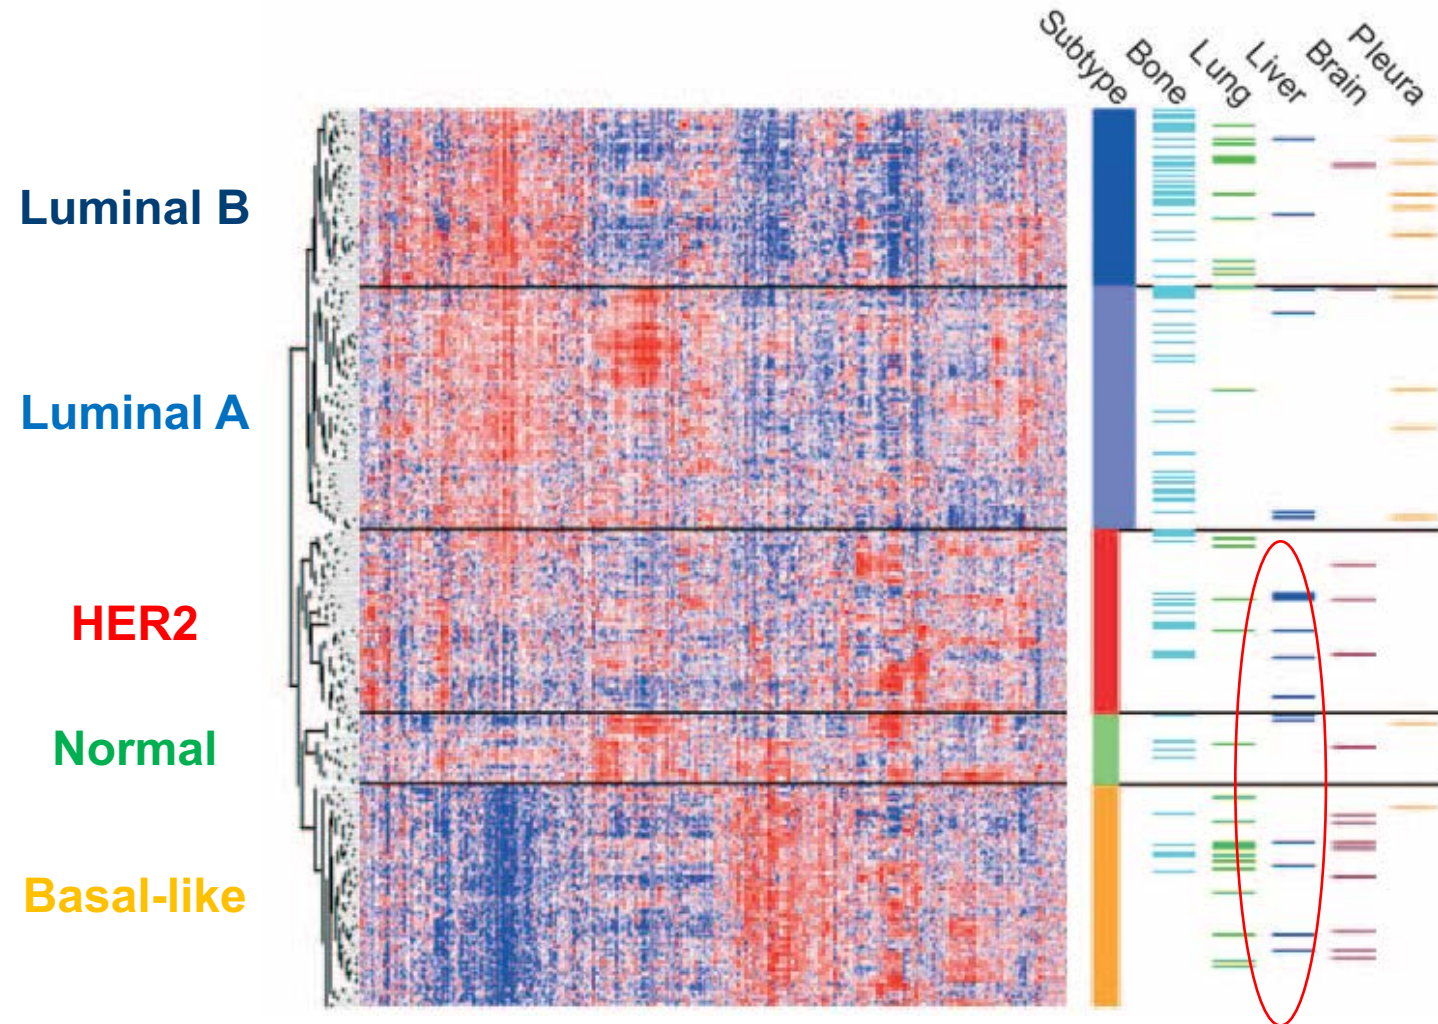 Subtype
Bone
Lung
Liver
Brain
Pleura
Luminal B
Luminal A
HER2
Normal
Basal-like